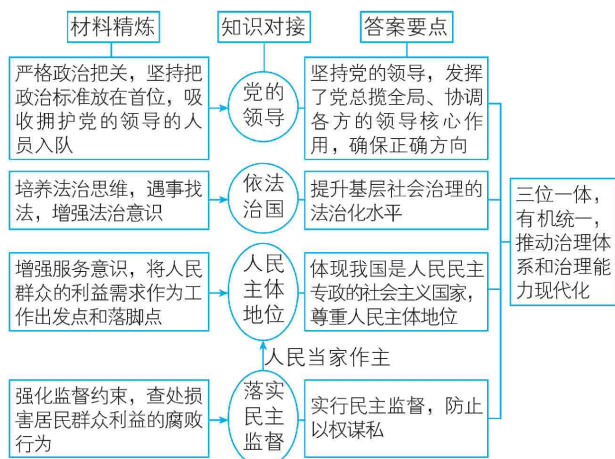 材料精炼
知识对接
答案要点
严格政治把关，坚持把
政治标准放在首位，吸
收拥护党的领导的人
员入队
党的
领导
坚持党的领导，发挥
了党总揽全局、协调
各方的领导核心作
用，确保正确方向
培养法治思维，遇事找
法，增强法治意识
依法
治国
提升基层社会治理的
法治化水平
增强服务意识，将人民
群众的利益需求作为工
作出发点和落脚点
人民
主体
地位
体现我国是人民民主
专政的社会主义国家，
尊重人民主体地位
人民当家作主
强化监督约束，查处损
害居民群众利益的腐败
行为
落实
民主
监督
实行民主监督，防止
以权谋私
三位一体，
有机统一，
推动治理体
系和治理能
力现代化